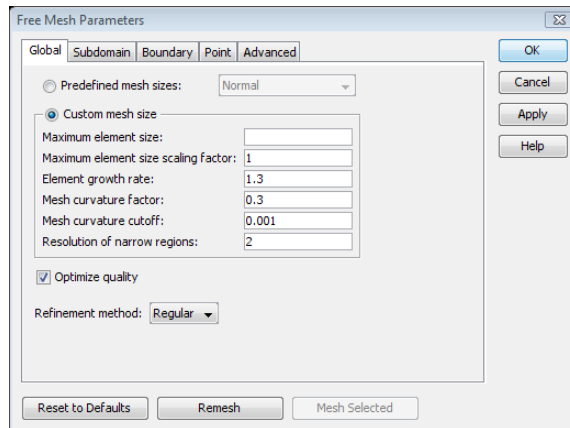 Free Mesh Parameters
Global Subdomain Boundary Point Advanced
Predefined mesh sizes: Normal
Custom mesh size
Maximum element size:
Maximum element size scaling factor: 1
Element growth rate: 1.3
Mesh curvature factor: 0.3
Mesh curvature cutoff: 0.001
Resolution of narrow regions: 2
Optimize quality
Refinement method: Regular
OK
Cancel
Apply
Help
Reset to Defaults Remesh Mesh Selected